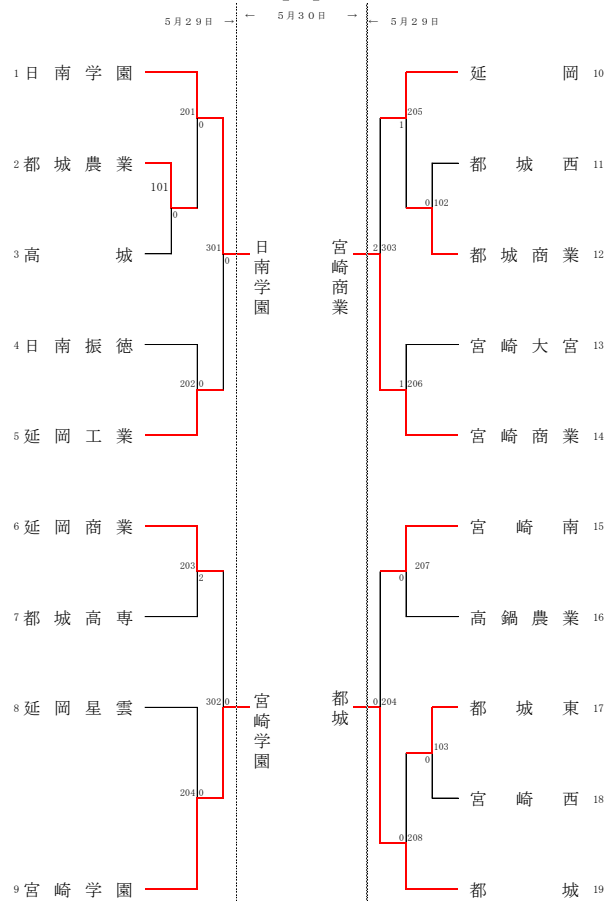 ５月２９日 → ← ５月３０日 → ← ５月２９日
1 日南学園
201
0
2 都城農業
101
0
3 高城
301
0
日南学園
4 日南振徳
202 0
5 延岡工業
6 延岡商業
203
2
7 都城高専
302 0
宮崎学園
8 延岡星雲
204 0
9 宮崎学園
延岡 10
205
1
都城西 11
0 102
都城商業 12
宮崎商業
2 303
宮崎大宮 13
1 206
宮崎商業 14
宮崎南 15
207
0
高鍋農業 16
都城
0 204
都城東 17
103
0
宮崎西 18
0 208
都城 19